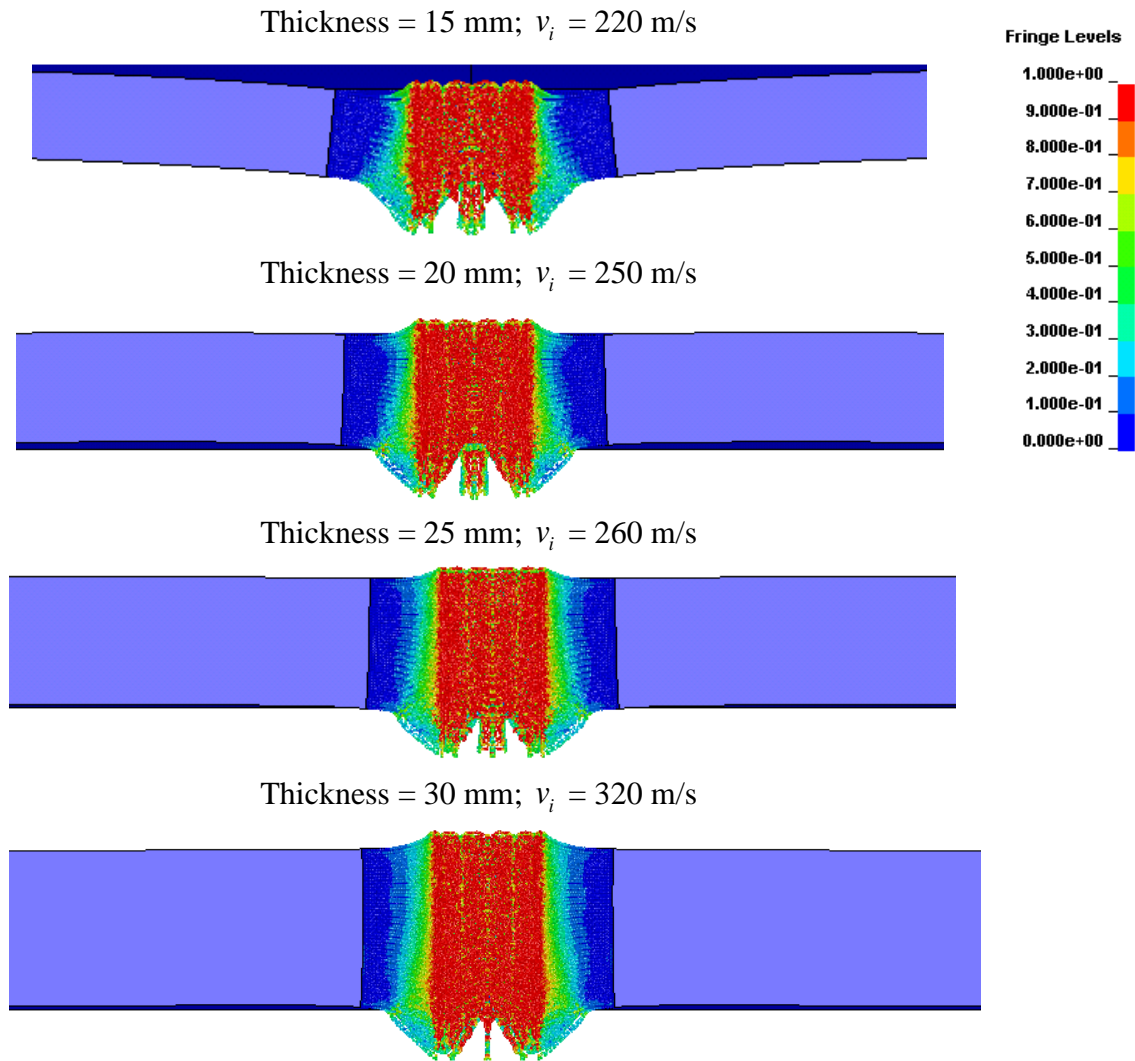 Thickness = 15 mm; v_i = 220 m/s
Fringe Levels
1.000e+00
9.000e-01
8.000e-01
7.000e-01
6.000e-01
5.000e-01
4.000e-01
3.000e-01
2.000e-01
1.000e-01
0.000e+00
Thickness = 20 mm; v_i = 250 m/s
Thickness = 25 mm; v_i = 260 m/s
Thickness = 30 mm; v_i = 320 m/s